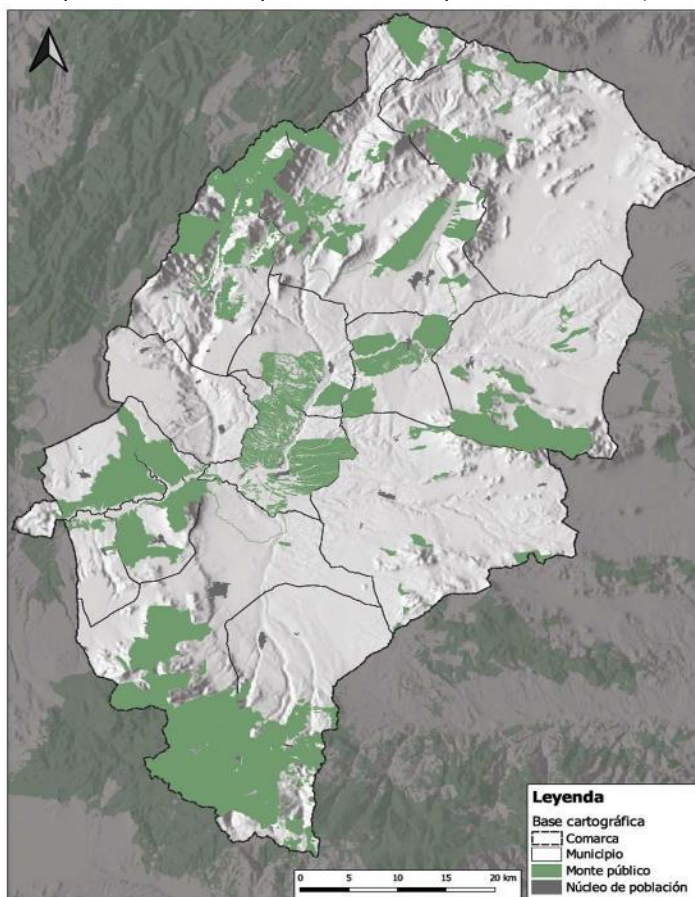 Leyenda
Base cartográfica
Comarca
Municipio
Monte público
Núcleo de población
0 5 10 15 20 km